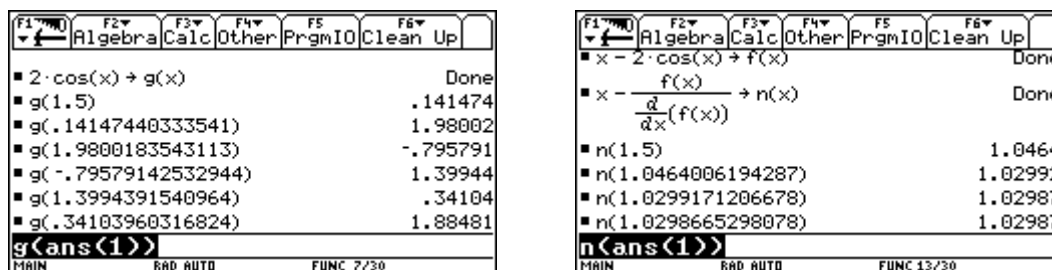 F1 F2 F3 F4 F5 F6
Algebra Calc Other PrgmIO Clean Up
2·cos(x)→g(x) Done
g(1.5) .141474
g(.14147440333541) 1.98002
g(1.9800183543113) -.795791
g(-.79579142532944) 1.39944
g(1.3994391540964) .34104
g(.34103960316824) 1.88481
g(ans(1))
MAIN RAD AUTO FUNC 7/30
F1 F2 F3 F4 F5 F6
Algebra Calc Other PrgmIO Clean Up
x-2·cos(x)→f(x) Done
x-f(x)/(d/dx(f(x)))→n(x) Done
n(1.5) 1.0464
n(1.0464006194287) 1.0299
n(1.0299171206678) 1.0298
n(1.0298665298078) 1.0298
n(ans(1))
MAIN RAD AUTO FUNC 13/30